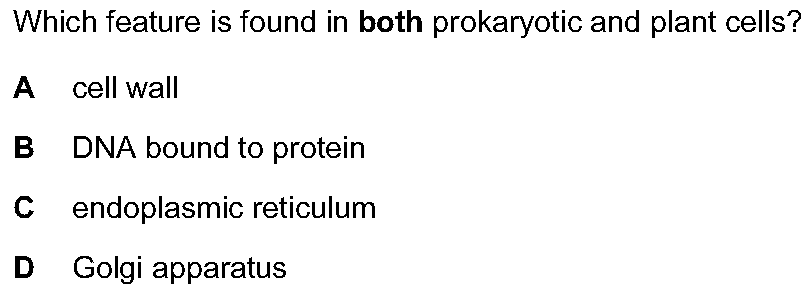 Which feature is found in both prokaryotic and plant cells?
A cell wall
B DNA bound to protein
C endoplasmic reticulum
D Golgi apparatus